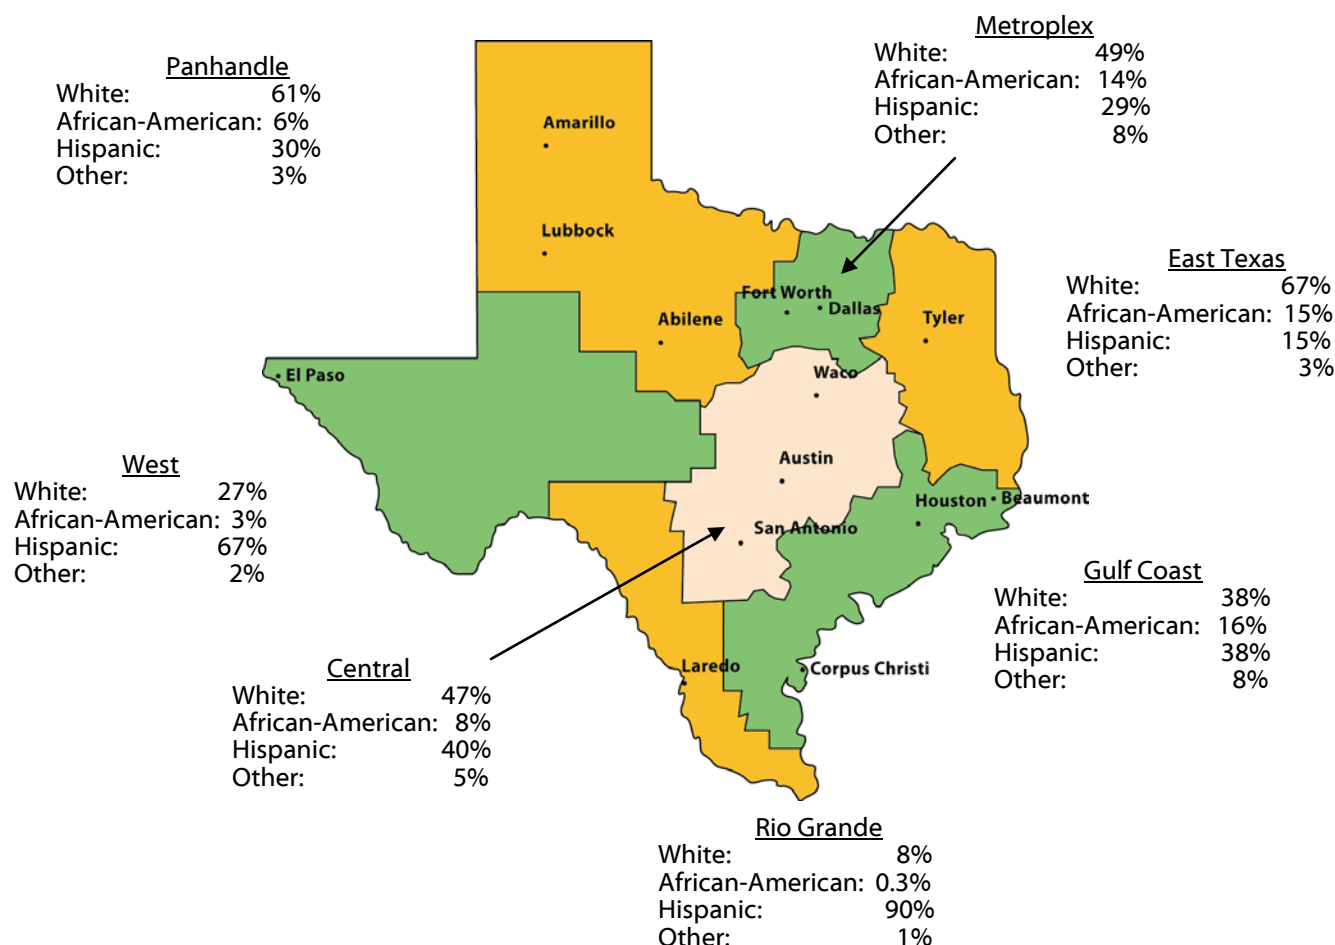 Metroplex
White: 49%
African-American: 14%
Hispanic: 29%
Other: 8%
Panhandle
White: 61%
African-American: 6%
Hispanic: 30%
Other: 3%
Amarillo
Lubbock
Abilene
Fort Worth
Dallas
Tyler
East Texas
White: 67%
African-American: 15%
Hispanic: 15%
Other: 3%
El Paso
Waco
Austin
San Antonio
Houston
Beaumont
West
White: 27%
African-American: 3%
Hispanic: 67%
Other: 2%
Gulf Coast
White: 38%
African-American: 16%
Hispanic: 38%
Other: 8%
Laredo
Corpus Christi
Central
White: 47%
African-American: 8%
Hispanic: 40%
Other: 5%
Rio Grande
White: 8%
African-American: 0.3%
Hispanic: 90%
Other: 1%